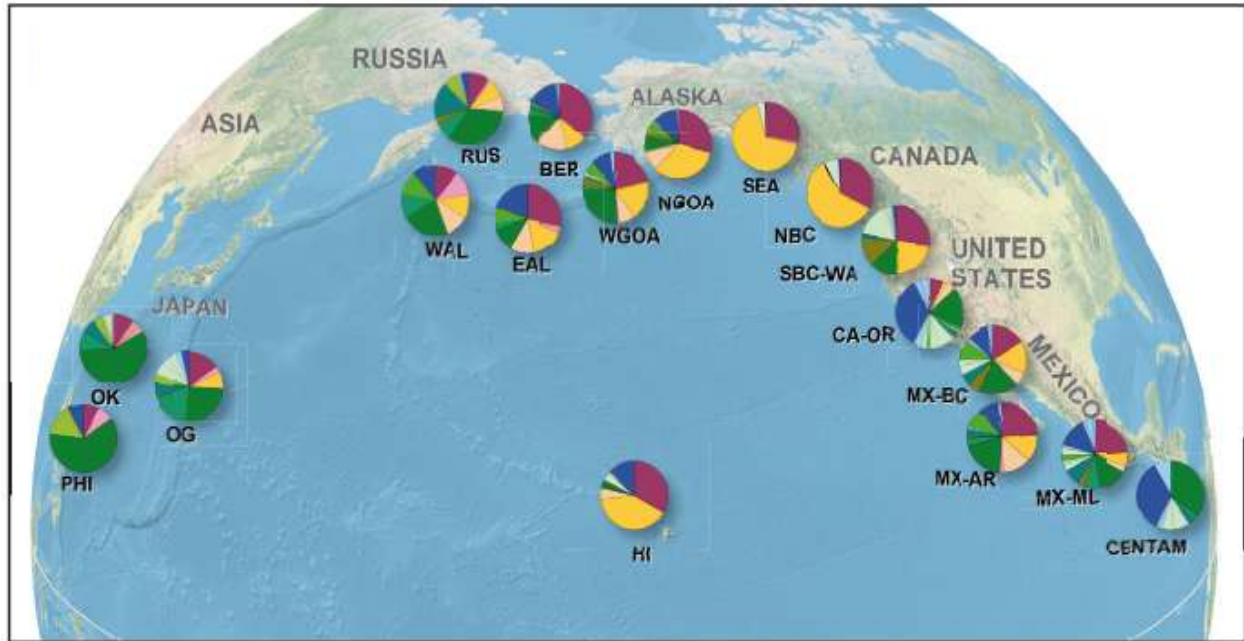 RUSSIA
ALASKA
ASIA
CANADA
RUS
BER
SEA
NGOA
NBC
WGOA
WAL
EAL
SBC-WA
UNITED
STATES
JAPAN
CA-OR
MEXICO
OK
MX-BC
OG
PHI
MX-AR
MX-ML
HI
CENTAM